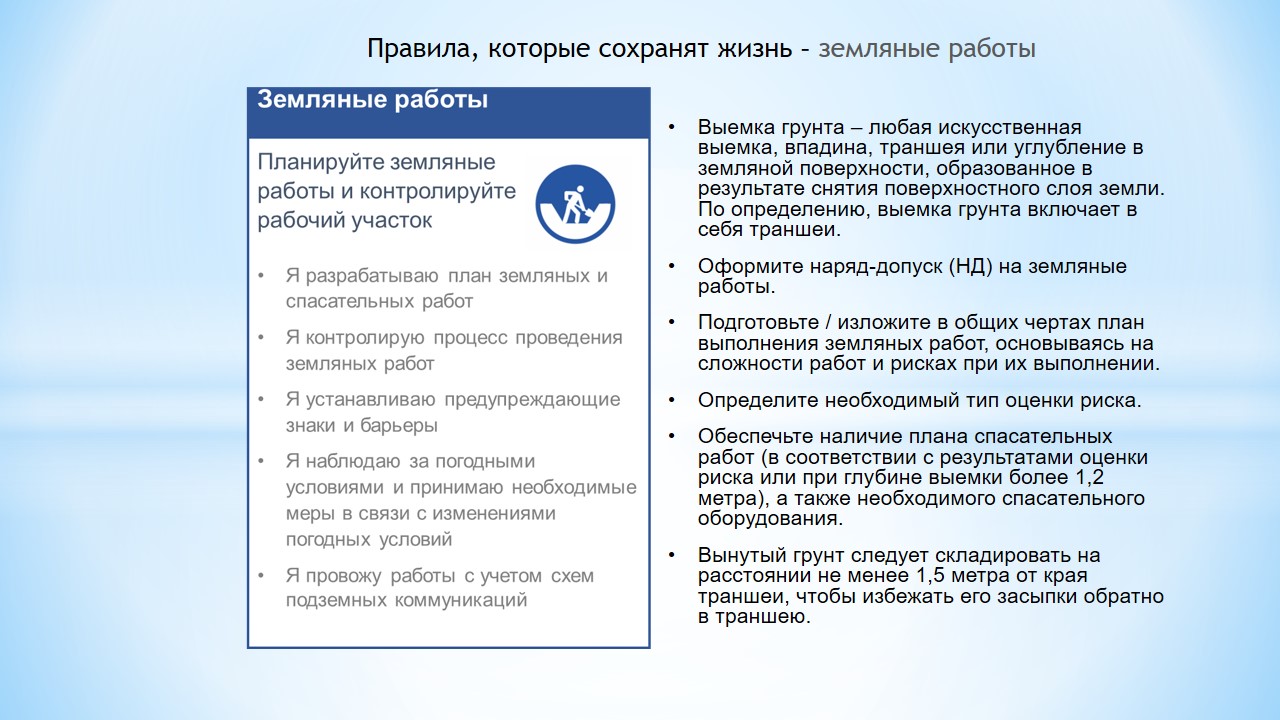 Правила, которые сохранят жизнь - земляные работы
Земляные работы
Планируйте земляные
работы и контролируйте
рабочий участок
• Я разрабатываю план земляных и
спасательных работ
• Я контролирую процесс проведения
земляных работ
• Я устанавливаю предупреждающие
знаки и барьеры
• Я наблюдаю за погодными
условиями и принимаю необходимые
меры в связи с изменениями
погодных условий
• Я провожу работы с учетом схем
подземных коммуникаций
• Выемка грунта – любая искусственная
выемка, впадина, траншея или углубление в
земляной поверхности, образованное в
результате снятия поверхностного слоя земли.
По определению, выемка грунта включает в
себя траншеи.
• Оформите наряд-допуск (НД) на земляные
работы.
• Подготовьте / изложите в общих чертах план
выполнения земляных работ, основываясь на
сложности работ и рисках при их выполнении.
• Определите необходимый тип оценки риска.
• Обеспечьте наличие плана спасательных
работ (в соответствии с результатами оценки
риска или при глубине выемки более 1,2
метра), а также необходимого спасательного
оборудования.
• Вынутый грунт следует складировать на
расстоянии не менее 1,5 метра от края
траншеи, чтобы избежать его засыпки обратно
в траншею.